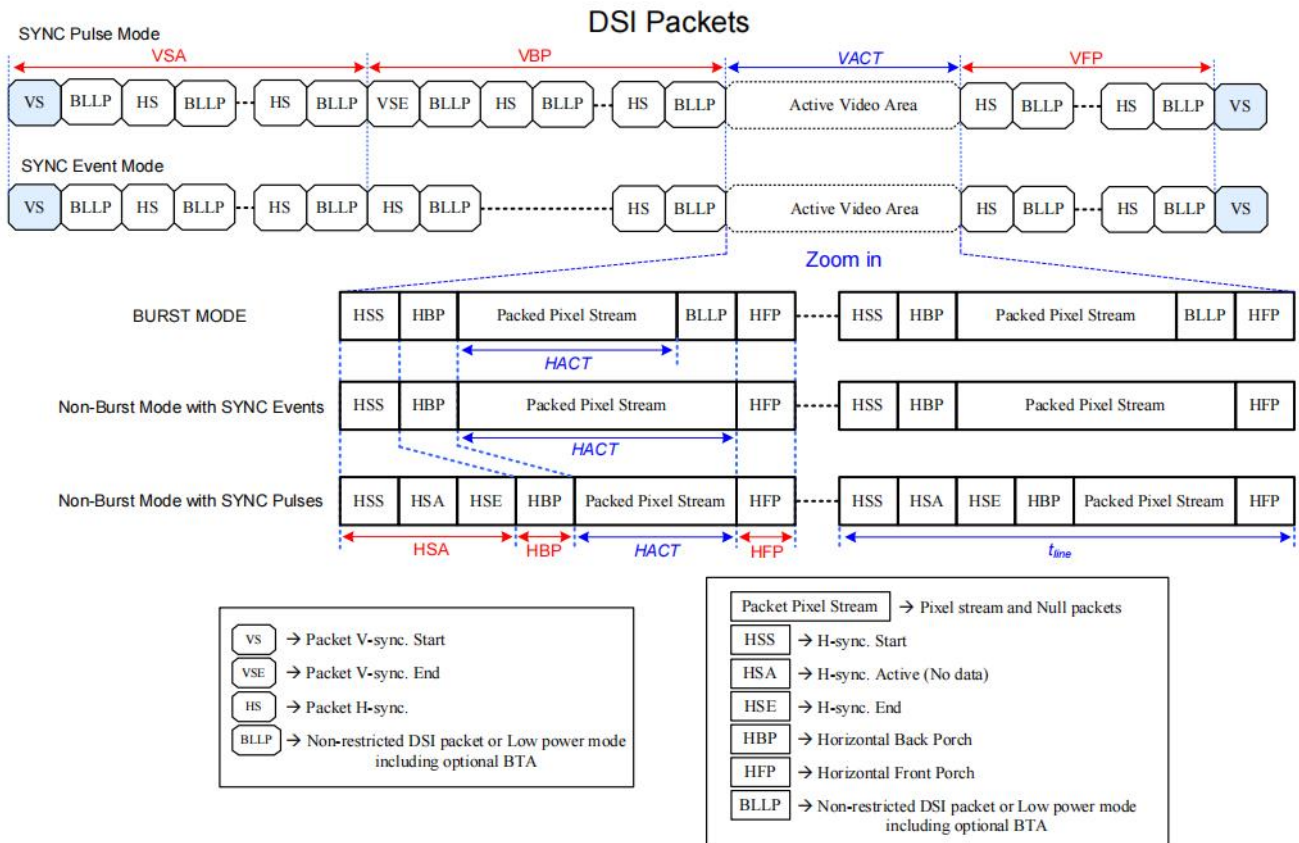 DSI Packets
SYNC Pulse Mode
VSA VBP VACT VFP
VS BLLP HS BLLP HS BLLP VSE BLLP HS BLLP HS BLLP Active Video Area HS BLLP HS BLLP VS
SYNC Event Mode
VS BLLP HS BLLP HS BLLP HS BLLP HS BLLP Active Video Area HS BLLP HS BLLP VS
Zoom in
BURST MODE HSS HBP Packed Pixel Stream BLLP HFP HSS HBP Packed Pixel Stream BLLP HFP
HACT
Non-Burst Mode with SYNC Events HSS HBP Packed Pixel Stream HFP HSS HBP Packed Pixel Stream HFP
HACT
Non-Burst Mode with SYNC Pulses HSS HSA HSE HBP Packed Pixel Stream HFP HSS HSA HSE HBP Packed Pixel Stream HFP
HSA HBP HACT HFP tline
VS → Packet V-sync. Start
VSE → Packet V-sync. End
HS → Packet H-sync.
BLLP → Non-restricted DSI packet or Low power mode
including optional BTA
Packet Pixel Stream → Pixel stream and Null packets
HSS → H-sync. Start
HSA → H-sync. Active (No data)
HSE → H-sync. End
HBP → Horizontal Back Porch
HFP → Horizontal Front Porch
BLLP → Non-restricted DSI packet or Low power mode
including optional BTA